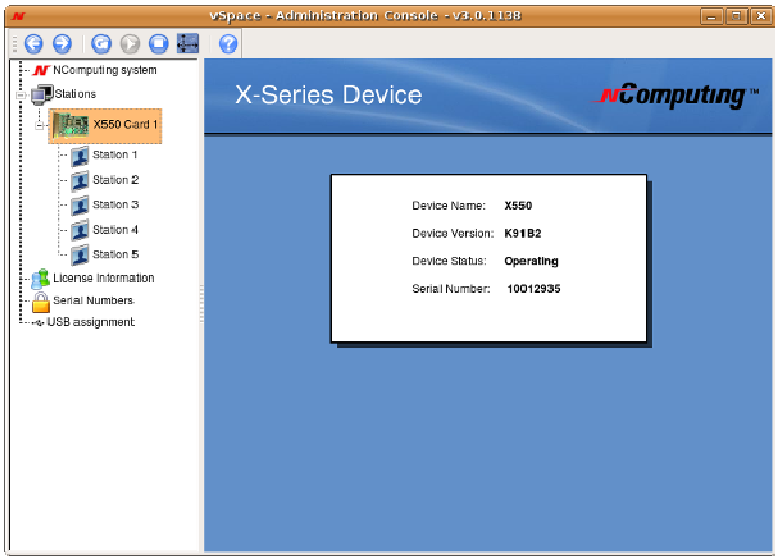 vSpace - Administration Console - v3.0.1138
NComputing system
Stations
X550 Card 1
Station 1
Station 2
Station 3
Station 4
Station 5
License Information
Serial Numbers
USB assignment
X-Series Device
NComputing™
Device Name: X550
Device Version: K91B2
Device Status: Operating
Serial Number: 10012935